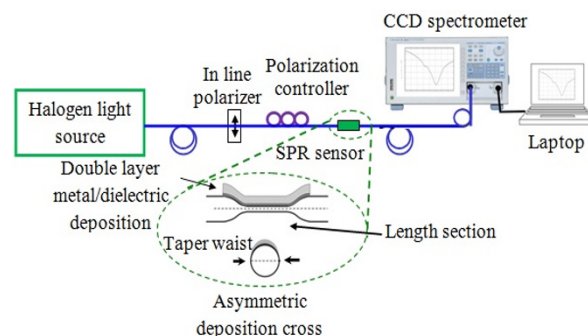 CCD spectrometer
Polarization
controller
In line
polarizer
Halogen light
source
Laptop
SPR sensor
Double layer
metal/dielectric
deposition
Length section
Taper waist
Asymmetric
deposition cross